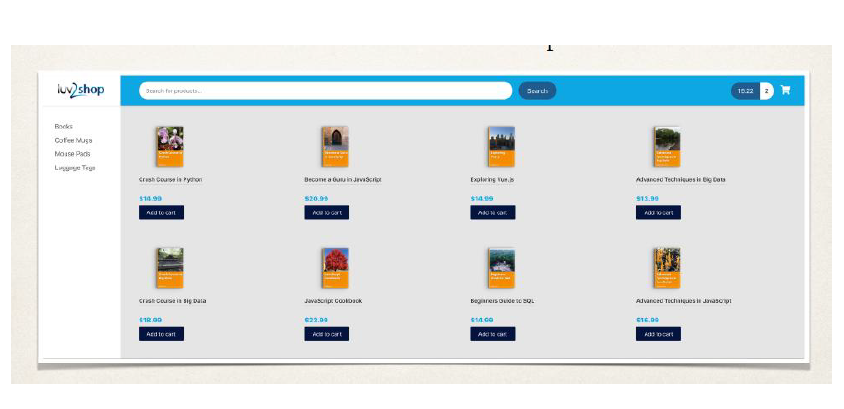 luv2shop
Search for products...
Search
19.22 2
Books
Coffee Mugs
Mouse Pads
Luggage Tags
Crash Course in Python
Become a Guru in JavaScript
Exploring Vue.js
Advanced Techniques in Big Data
$14.99
$20.99
$14.99
$13.99
Add to cart
Add to cart
Add to cart
Add to cart
Crash Course in Big Data
JavaScript Cookbook
Beginners Guide to SQL
Advanced Techniques in JavaScript
$18.99
$23.99
$14.99
$16.99
Add to cart
Add to cart
Add to cart
Add to cart